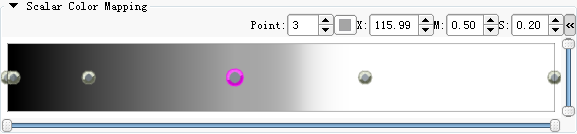 Scalar Color Mapping
Point: 3 X: 115.99 M: 0.50 S: 0.20 «